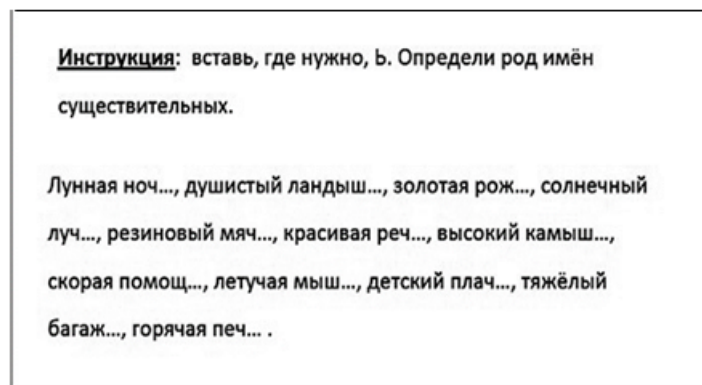 Инструкция: вставь, где нужно, Ь. Определи род имён
существительных.
Лунная ноч..., душистый ландыш..., золотая рож..., солнечный
луч..., резиновый мяч..., красивая реч..., высокий камыш...,
скорая помощ..., летучая мыш..., детский плач..., тяжёлый
багаж..., горячая печ... .